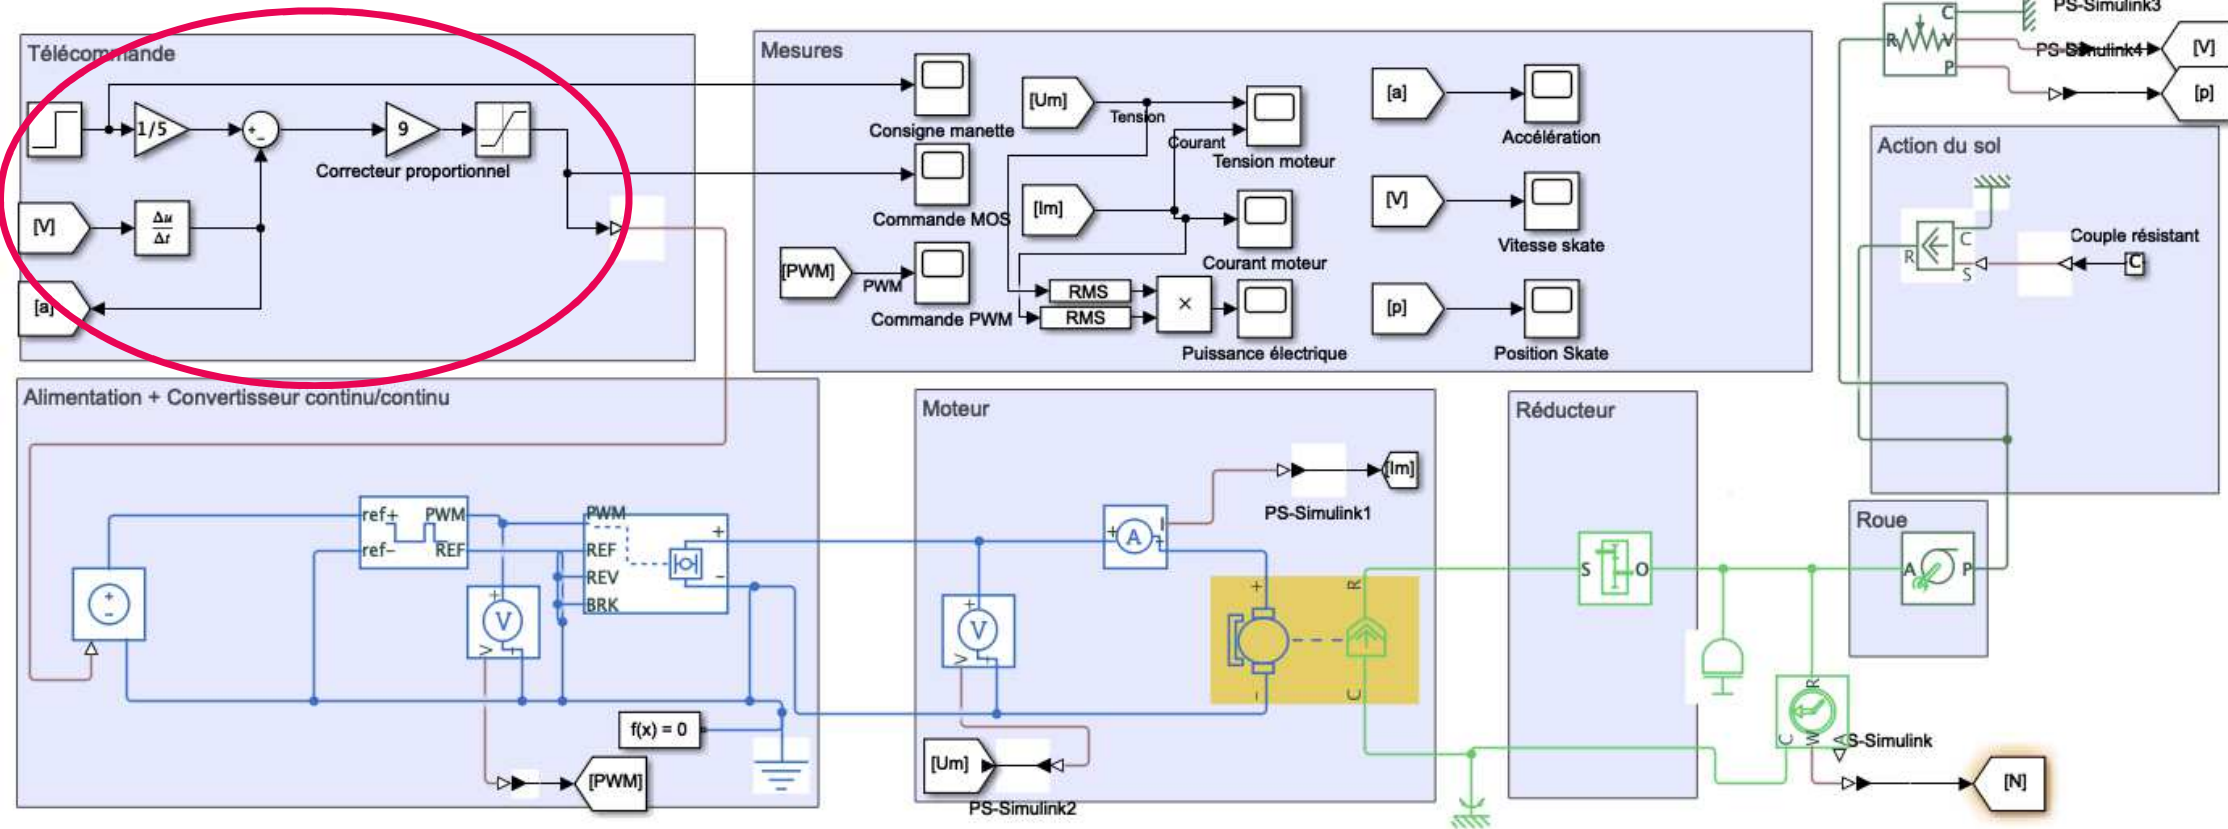 Télécommande
1/5
+
-
9
Correcteur proportionnel
[V]
Δu
Δt
[a]
Mesures
Consigne manette
Commande MOS
[PWM]
PWM
Commande PWM
[Um]
Tension
Courant
Tension moteur
[Im]
Courant moteur
RMS
RMS
×
Puissance électrique
[a]
Accélération
[V]
Vitesse skate
[p]
Position Skate
PS-Simulink3
C
R
V
P
PS-Simulink4
[V]
[p]
Action du sol
C
R
S
Couple résistant
C
Alimentation + Convertisseur continu/continu
+
-
ref+
PWM
ref-
REF
+
V
V
PWM
REF
REV
BRK
+
-
f(x) = 0
[PWM]
Moteur
+
A
I
PS-Simulink1
[Im]
+
V
V
+
-
R
C
[Um]
PS-Simulink2
Réducteur
S
O
Roue
A
P
R
C
W
A
S-Simulink
[N]